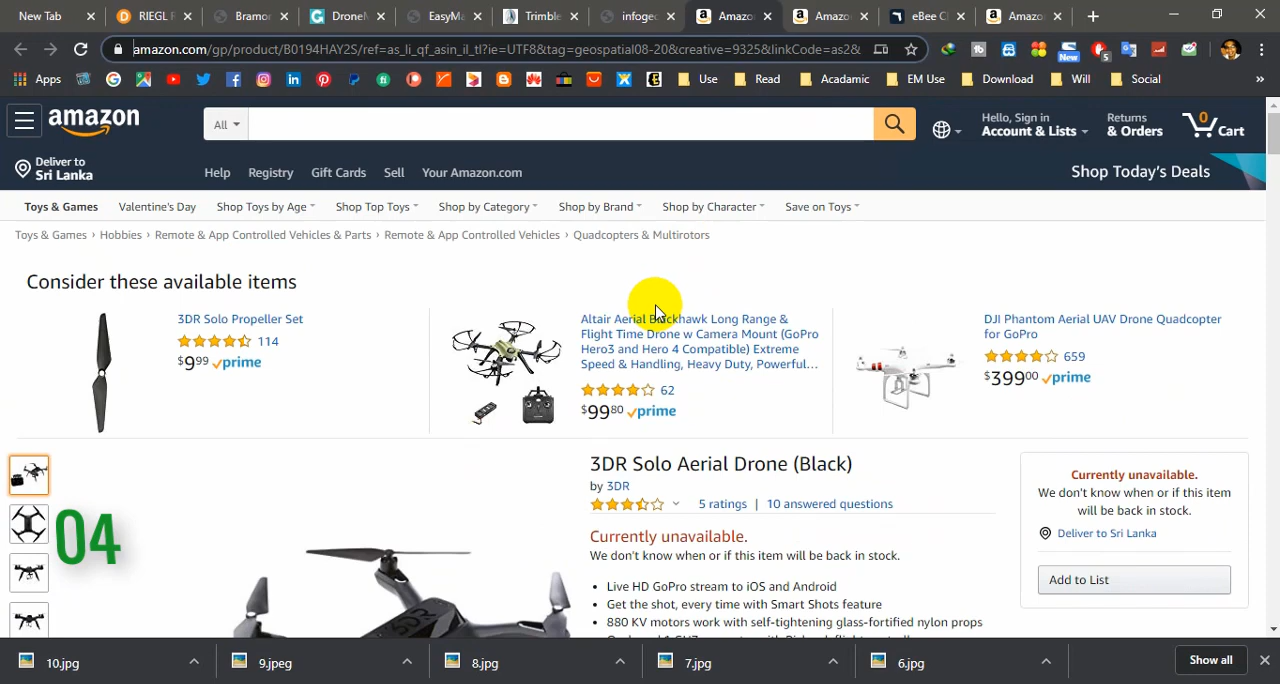 New Tab
RIEGL R
Bramor
DroneM
EasyMa
Trimble
infogeo
Amazo
Amazo
eBee C
Amazo
amazon.com/gp/product/B0194HAY2S/ref=as_li_qf_asin_il_tl?ie=UTF8&tag=geospatial08-20&creative=9325&linkCode=as2&
New
5
Apps
Use
Read
Acadamic
EM Use
Download
Will
Social
»
amazon
All
Hello, Sign in
Account & Lists
Returns
& Orders
0
Cart
Deliver to
Sri Lanka
Help
Registry
Gift Cards
Sell
Your Amazon.com
Shop Today's Deals
Toys & Games
Valentine's Day
Shop Toys by Age
Shop Top Toys
Shop by Category
Shop by Brand
Shop by Character
Save on Toys
Toys & Games › Hobbies › Remote & App Controlled Vehicles & Parts › Remote & App Controlled Vehicles › Quadcopters & Multirotors
Consider these available items
3DR Solo Propeller Set
114
$9.99 prime
Altair Aerial Blackhawk Long Range &
Flight Time Drone w Camera Mount (GoPro
Hero3 and Hero 4 Compatible) Extreme
Speed & Handling, Heavy Duty, Powerful...
62
$99.80 prime
DJI Phantom Aerial UAV Drone Quadcopter
for GoPro
659
$399.00 prime
04
3DR
3DR Solo Aerial Drone (Black)
by 3DR
5 ratings | 10 answered questions
Currently unavailable.
We don't know when or if this item will be back in stock.
• Live HD GoPro stream to iOS and Android
• Get the shot, every time with Smart Shots feature
• 880 KV motors work with self-tightening glass-fortified nylon props
Currently unavailable.
We don't know when or if this item
will be back in stock.
Deliver to Sri Lanka
Add to List
10.jpg
9.jpeg
8.jpg
7.jpg
6.jpg
Show all